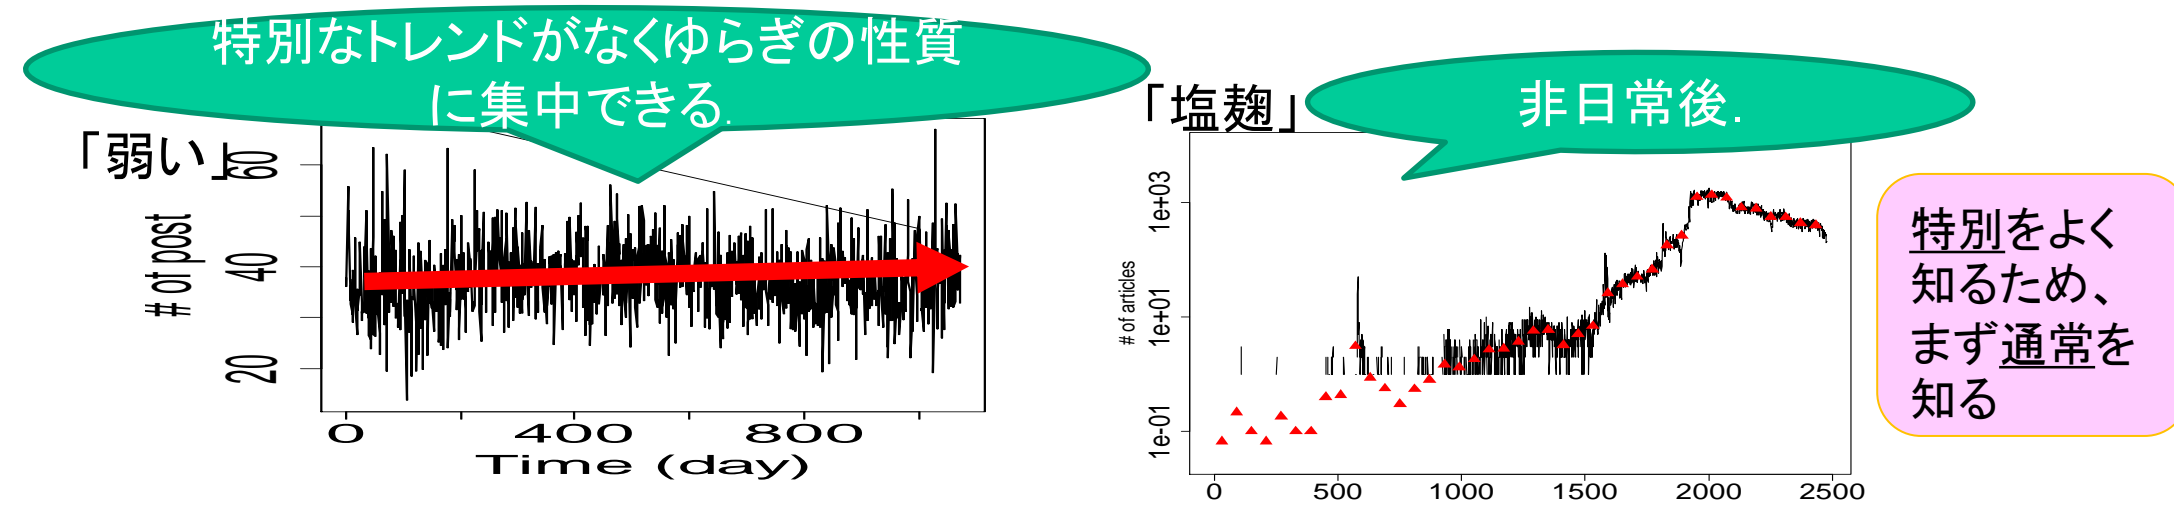 特別なトレンドがなくゆらぎの性質
に集中できる.
「弱い」
# of post
60
40
20
0 400 800
Time (day)
「塩麹」
非日常後.
# of articles
1e+03
1e+01
1e-01
0 500 1000 1500 2000 2500
特別をよく
知るため、
まず通常を
知る